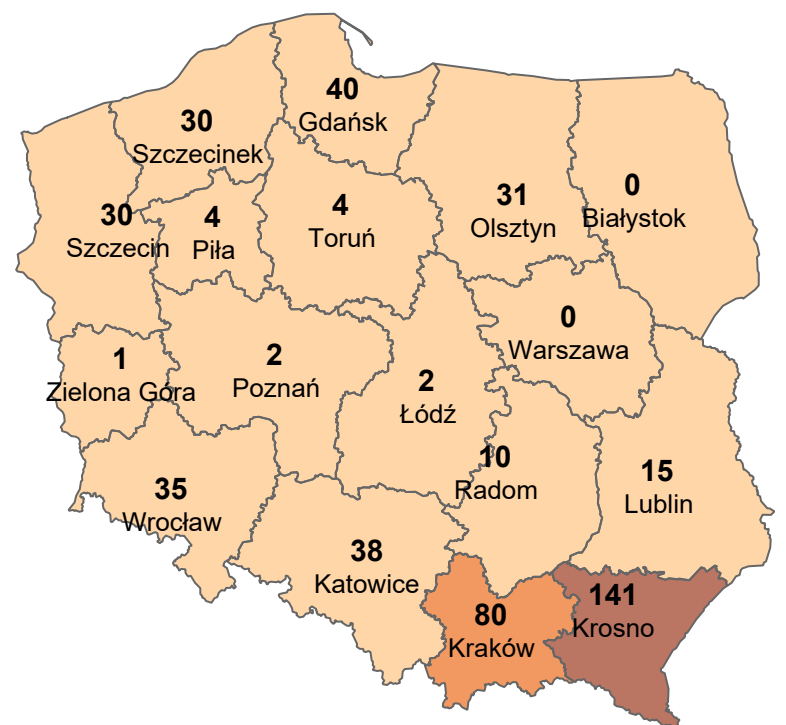 40
Gdańsk
30
Szczecinek
0
Białystok
31
Olsztyn
4
Toruń
30
Szczecin
4
Piła
0
Warszawa
1
Zielona Góra
2
Poznań
2
Łódź
10
Radom
15
Lublin
35
Wrocław
38
Katowice
80
Kraków
141
Krosno